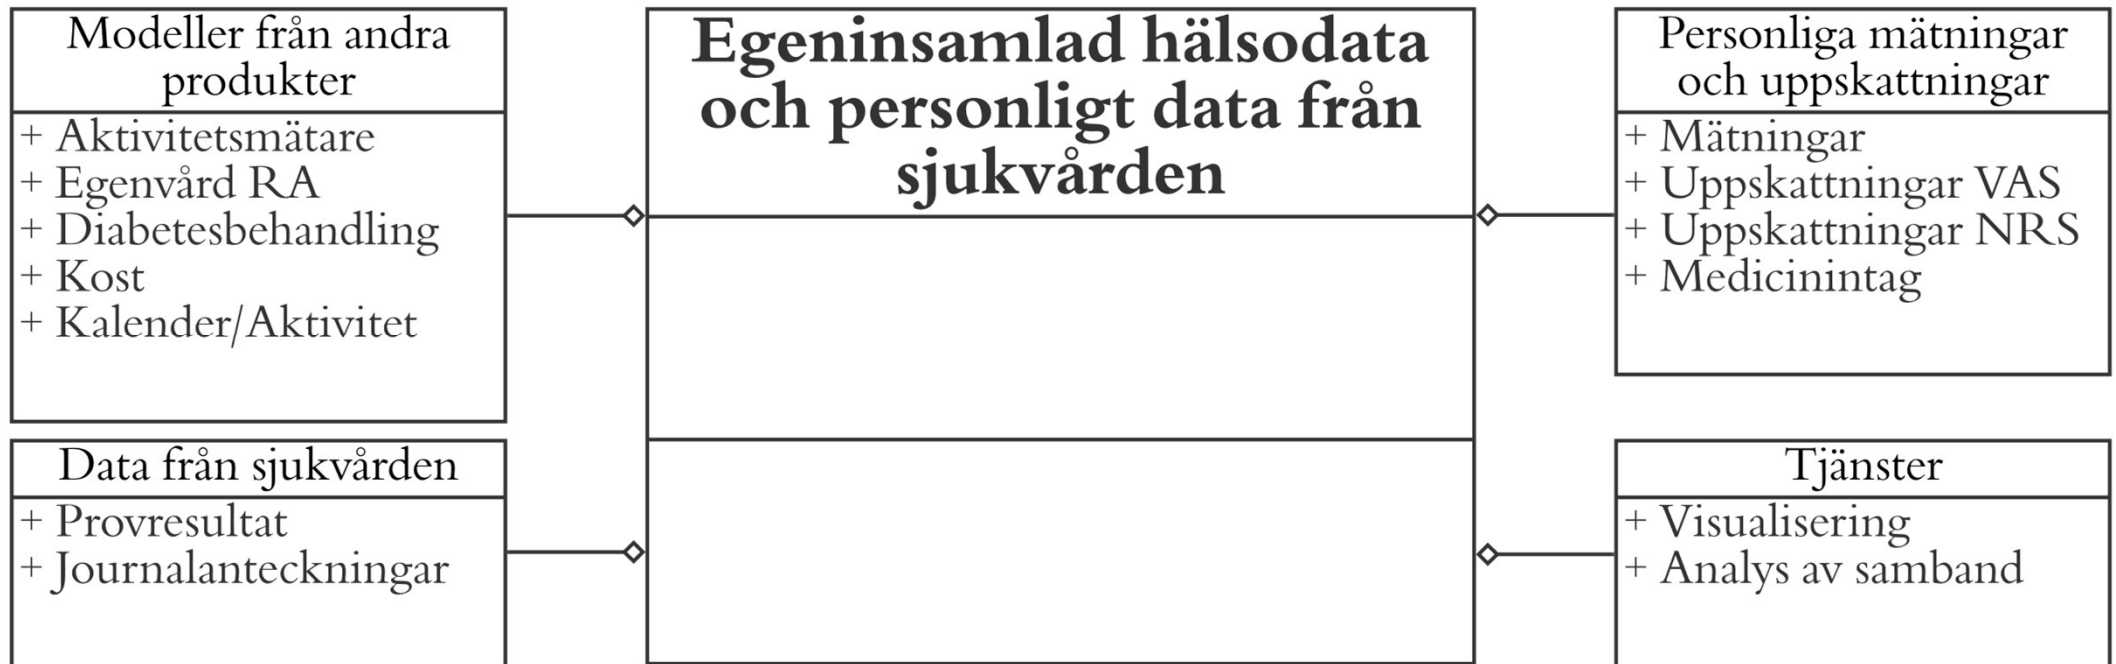 Modeller från andra
produkter
+ Aktivitetsmätare
+ Egenvård RA
+ Diabetesbehandling
+ Kost
+ Kalender/Aktivitet
Data från sjukvården
+ Provresultat
+ Journalanteckningar
Egeninsamlad hälsodata
och personligt data från
sjukvården
Personliga mätningar
och uppskattningar
+ Mätningar
+ Uppskattningar VAS
+ Uppskattningar NRS
+ Medicinintag
Tjänster
+ Visualisering
+ Analys av samband